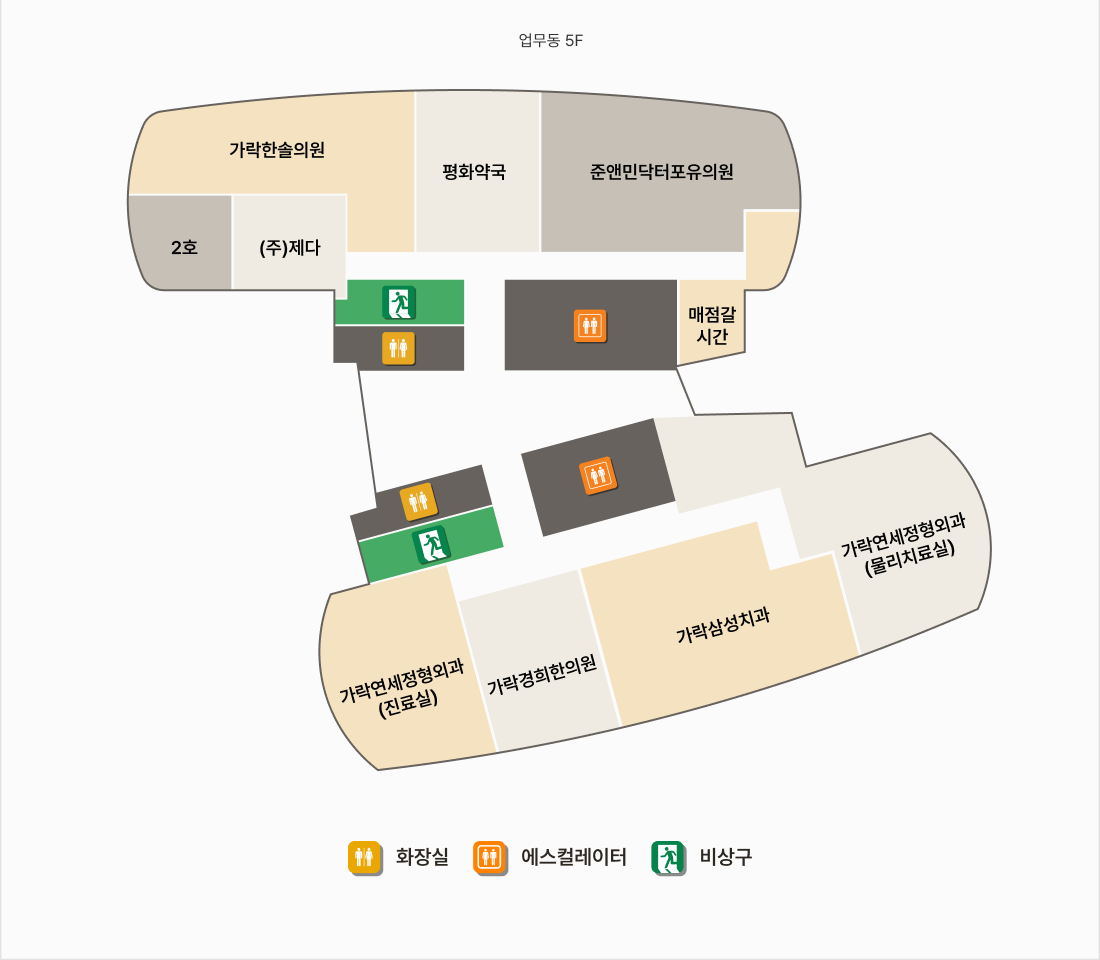 업무동 5F
가락한솔의원
평화약국
준앤민닥터포유의원
2호
(주)제다
매점갈
시간
가락연세정형외과
(물리치료실)
가락삼성치과
가락경희한의원
가락연세정형외과
(진료실)
화장실
에스컬레이터
비상구